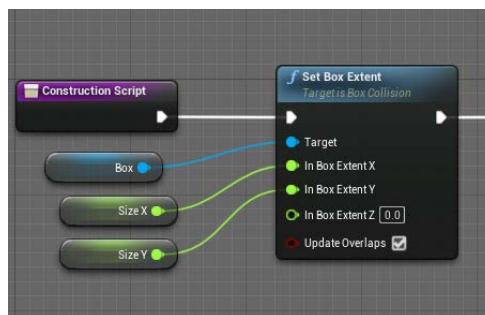 Construction Script
Set Box Extent
Target is Box Collision
Target
Box
In Box Extent X
In Box Extent Y
Size X
In Box Extent Z 0.0
Update Overlaps
Size Y